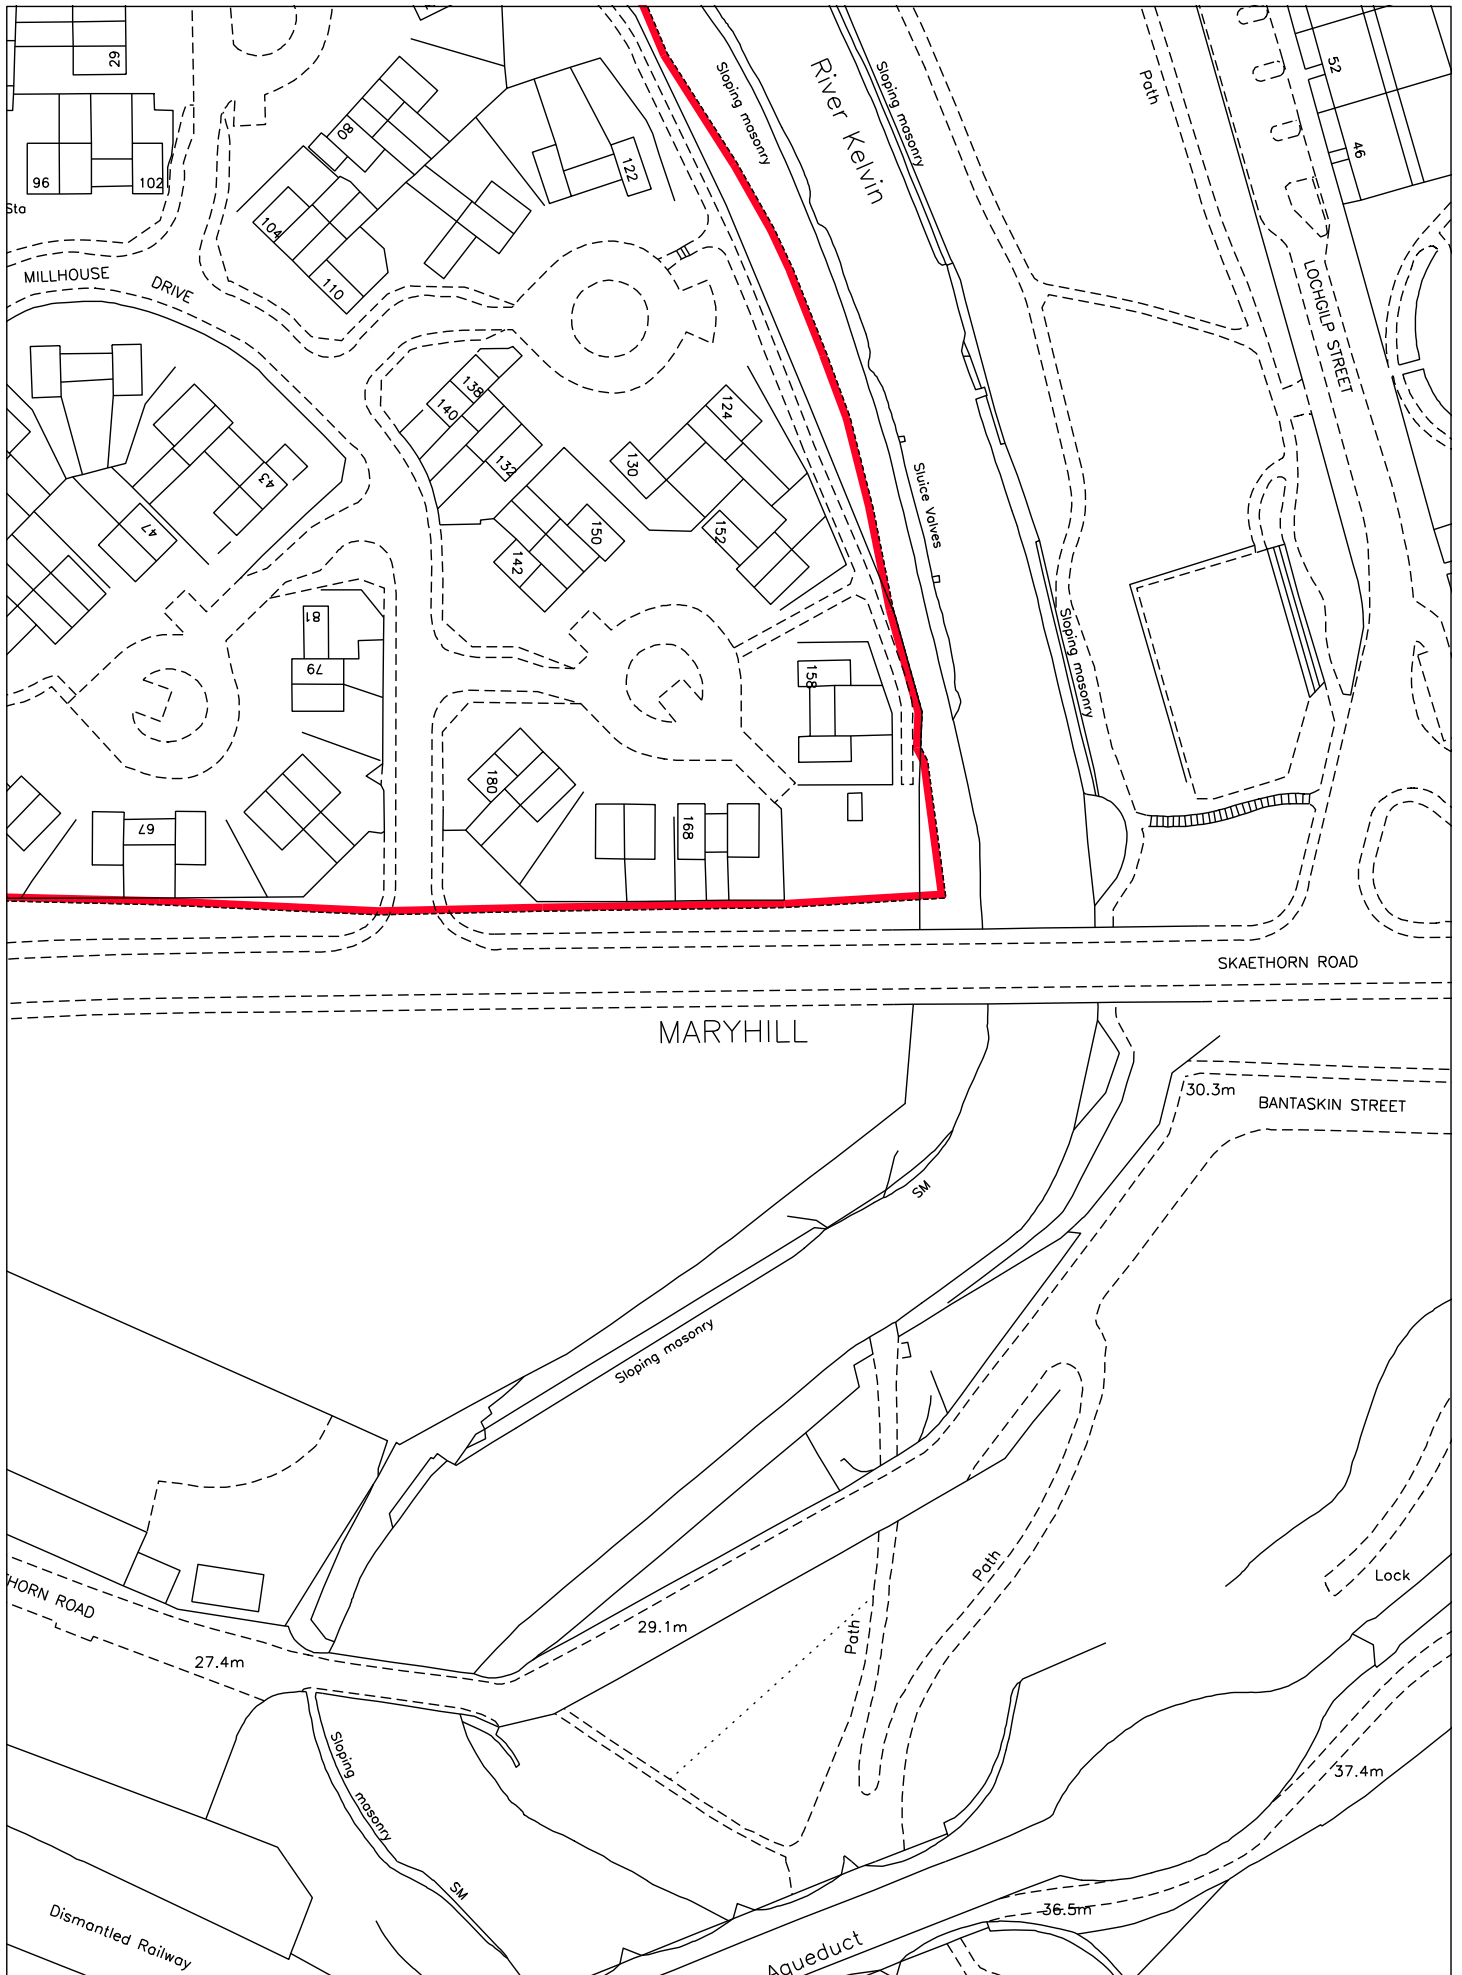 29
Sloping masonry
River Kelvin
Sloping masonry
Path
52
46
80
122
96
102
Sta
104
110
MILLHOUSE DRIVE
LOCHGILP STREET
138
140
132
124
130
43
47
150
142
152
Sluice Valves
81
79
158
Sloping masonry
180
168
67
SKAETHORN ROAD
MARYHILL
30.3m
BANTASKIN STREET
SM
Sloping masonry
Path
Lock
HORN ROAD
29.1m
Path
27.4m
Sloping masonry
37.4m
SM
36.5m
Dismantled Railway
Aqueduct